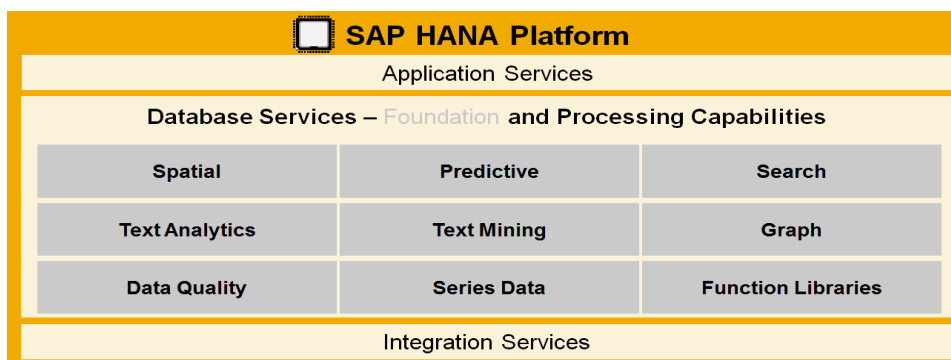 SAP HANA Platform
Application Services
Database Services – Foundation and Processing Capabilities
Spatial Predictive Search
Text Analytics Text Mining Graph
Data Quality Series Data Function Libraries
Integration Services